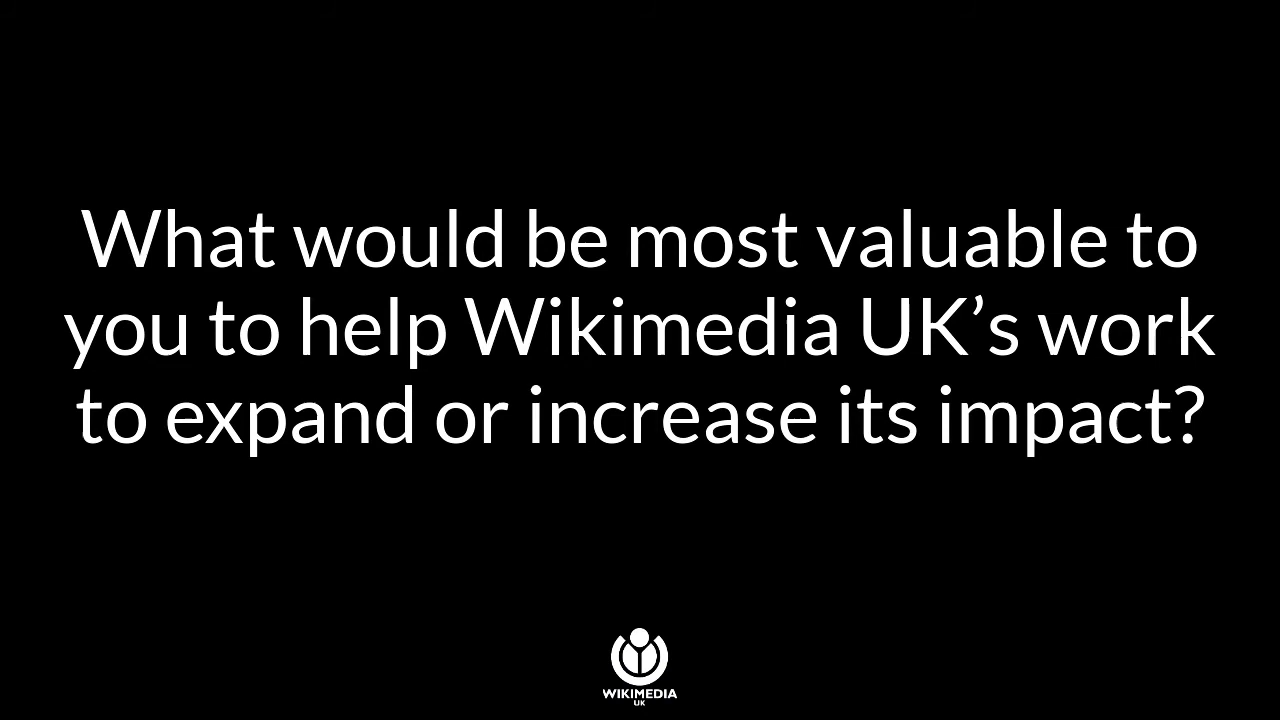 What would be most valuable to
you to help Wikimedia UK’s work
to expand or increase its impact?
WIKIMEDIA
UK